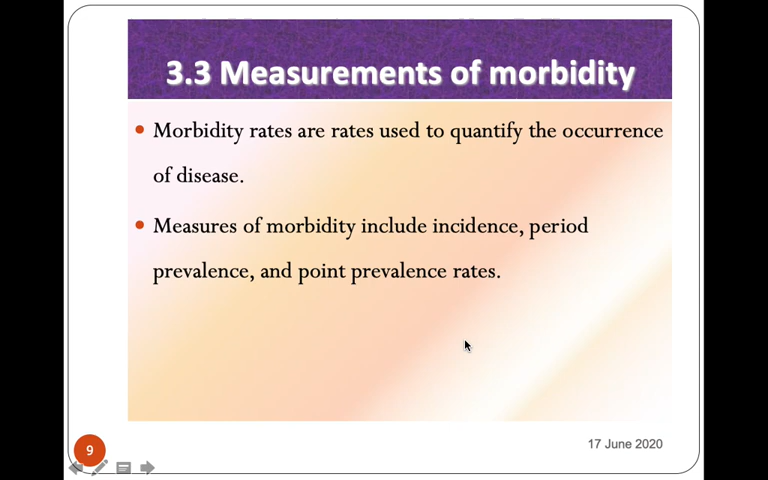 3.3 Measurements of morbidity
• Morbidity rates are rates used to quantify the occurrence
of disease.
• Measures of morbidity include incidence, period
prevalence, and point prevalence rates.
9
17 June 2020